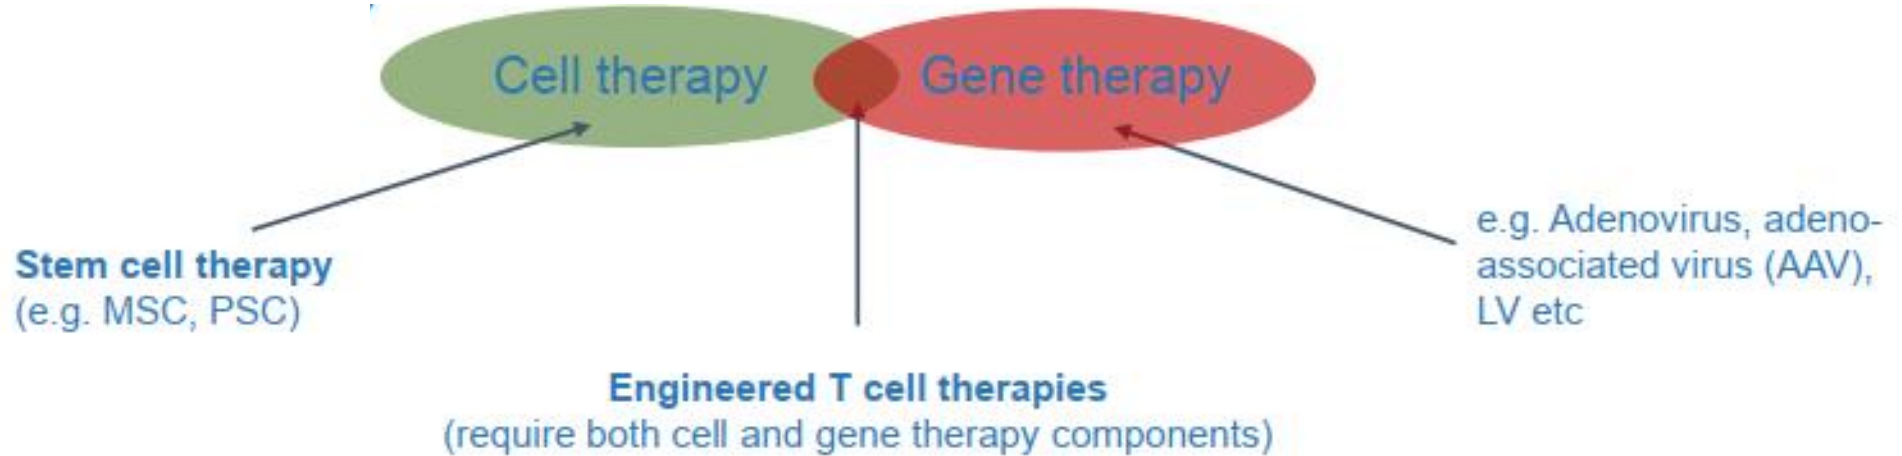 Cell therapy
Gene therapy
Stem cell therapy
(e.g. MSC, PSC)
e.g. Adenovirus, adeno-
associated virus (AAV),
LV etc
Engineered T cell therapies
(require both cell and gene therapy components)